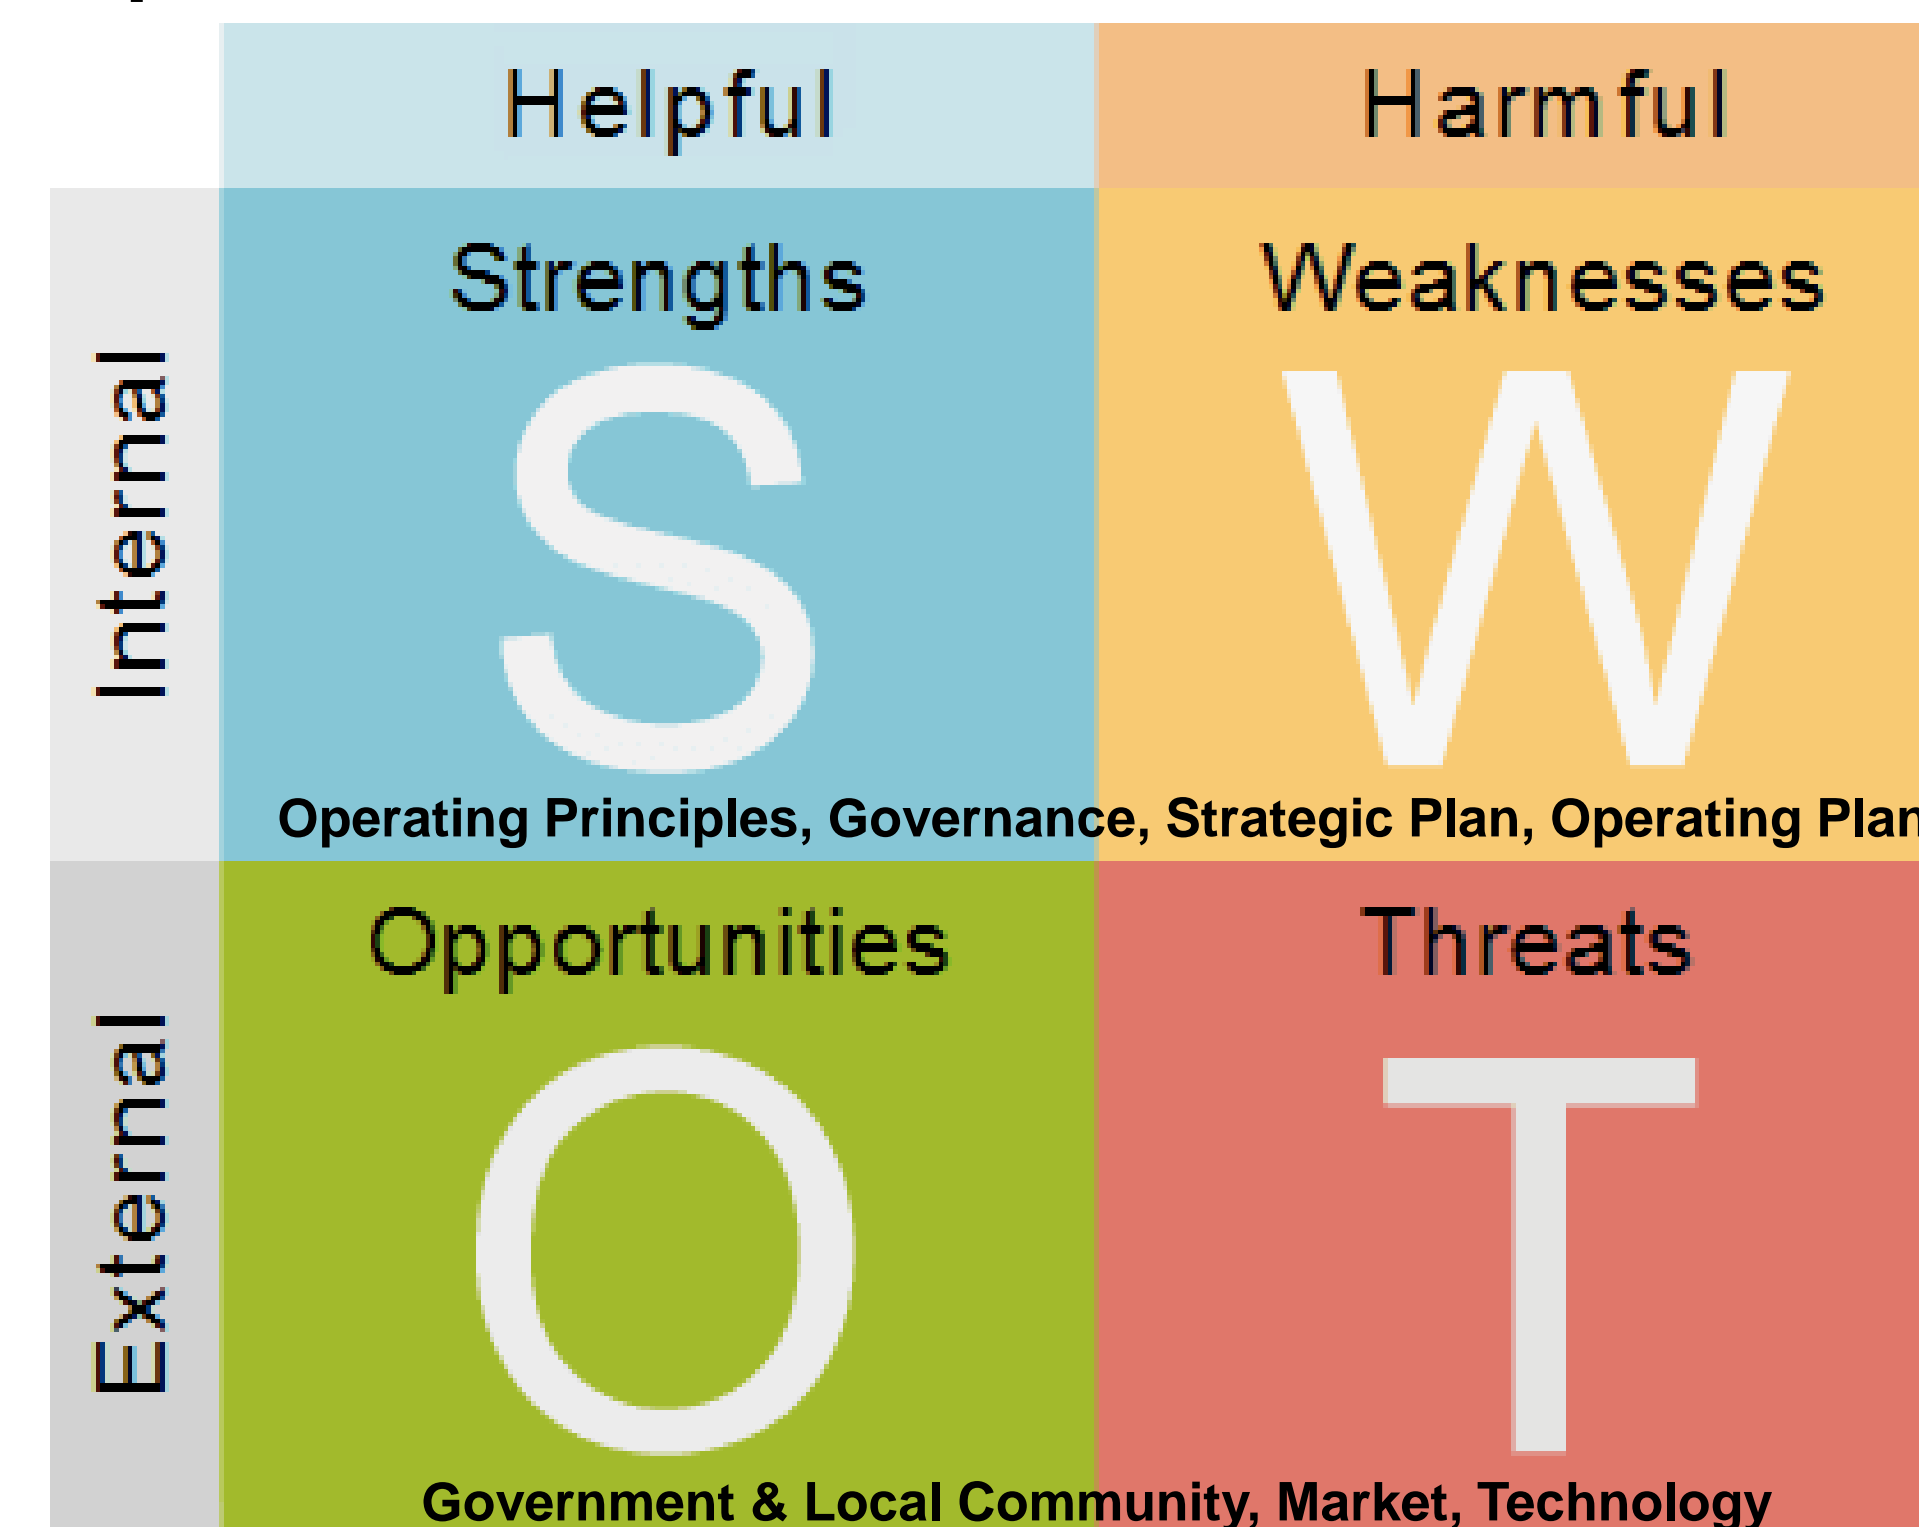 Helpful Harmful
Internal
Strengths Weaknesses
S W
Operating Principles, Governance, Strategic Plan, Operating Plan
External
Opportunities Threats
O T
Government & Local Community, Market, Technology